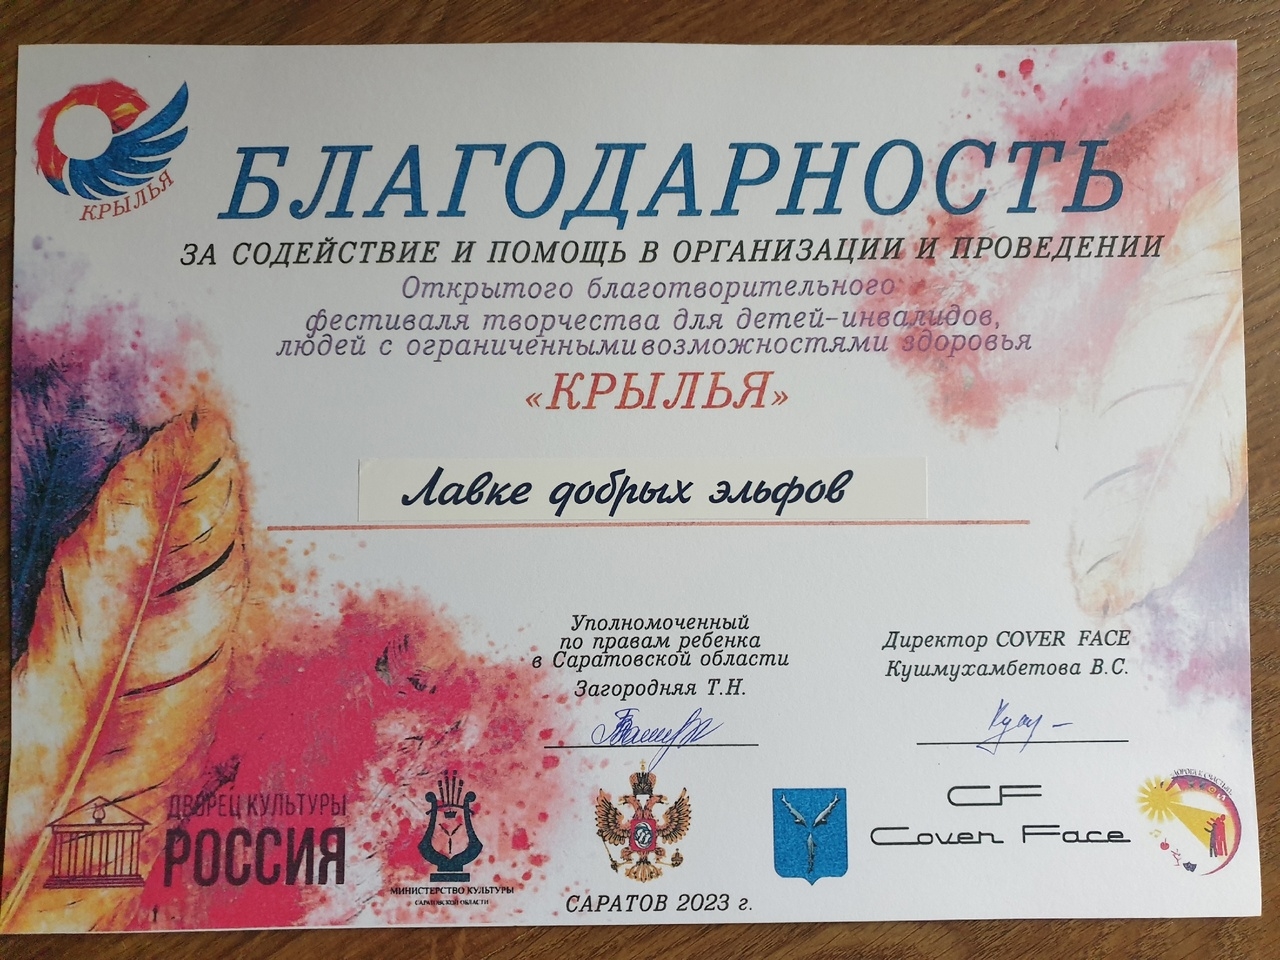 КРЫЛЬЯ
БЛАГОДАРНОСТЬ
ЗА СОДЕЙСТВИЕ И ПОМОЩЬ В ОРГАНИЗАЦИИ И ПРОВЕДЕНИИ
Открытого благотворительного
фестиваля творчества для детей-инвалидов,
людей с ограниченными возможностями здоровья
«КРЫЛЬЯ»
Лавке добрых эльфов
Уполномоченный
по правам ребенка
в Саратовской области
Загородняя Т.Н.
Директор COVER FACE
Кушмухамбетова В.С.
ДВОРЕЦ КУЛЬТУРЫ
РОССИЯ
МИНИСТЕРСТВО КУЛЬТУРЫ
САРАТОВСКОЙ ОБЛАСТИ
CF
Cover Face
САРАТОВ 2023 г.